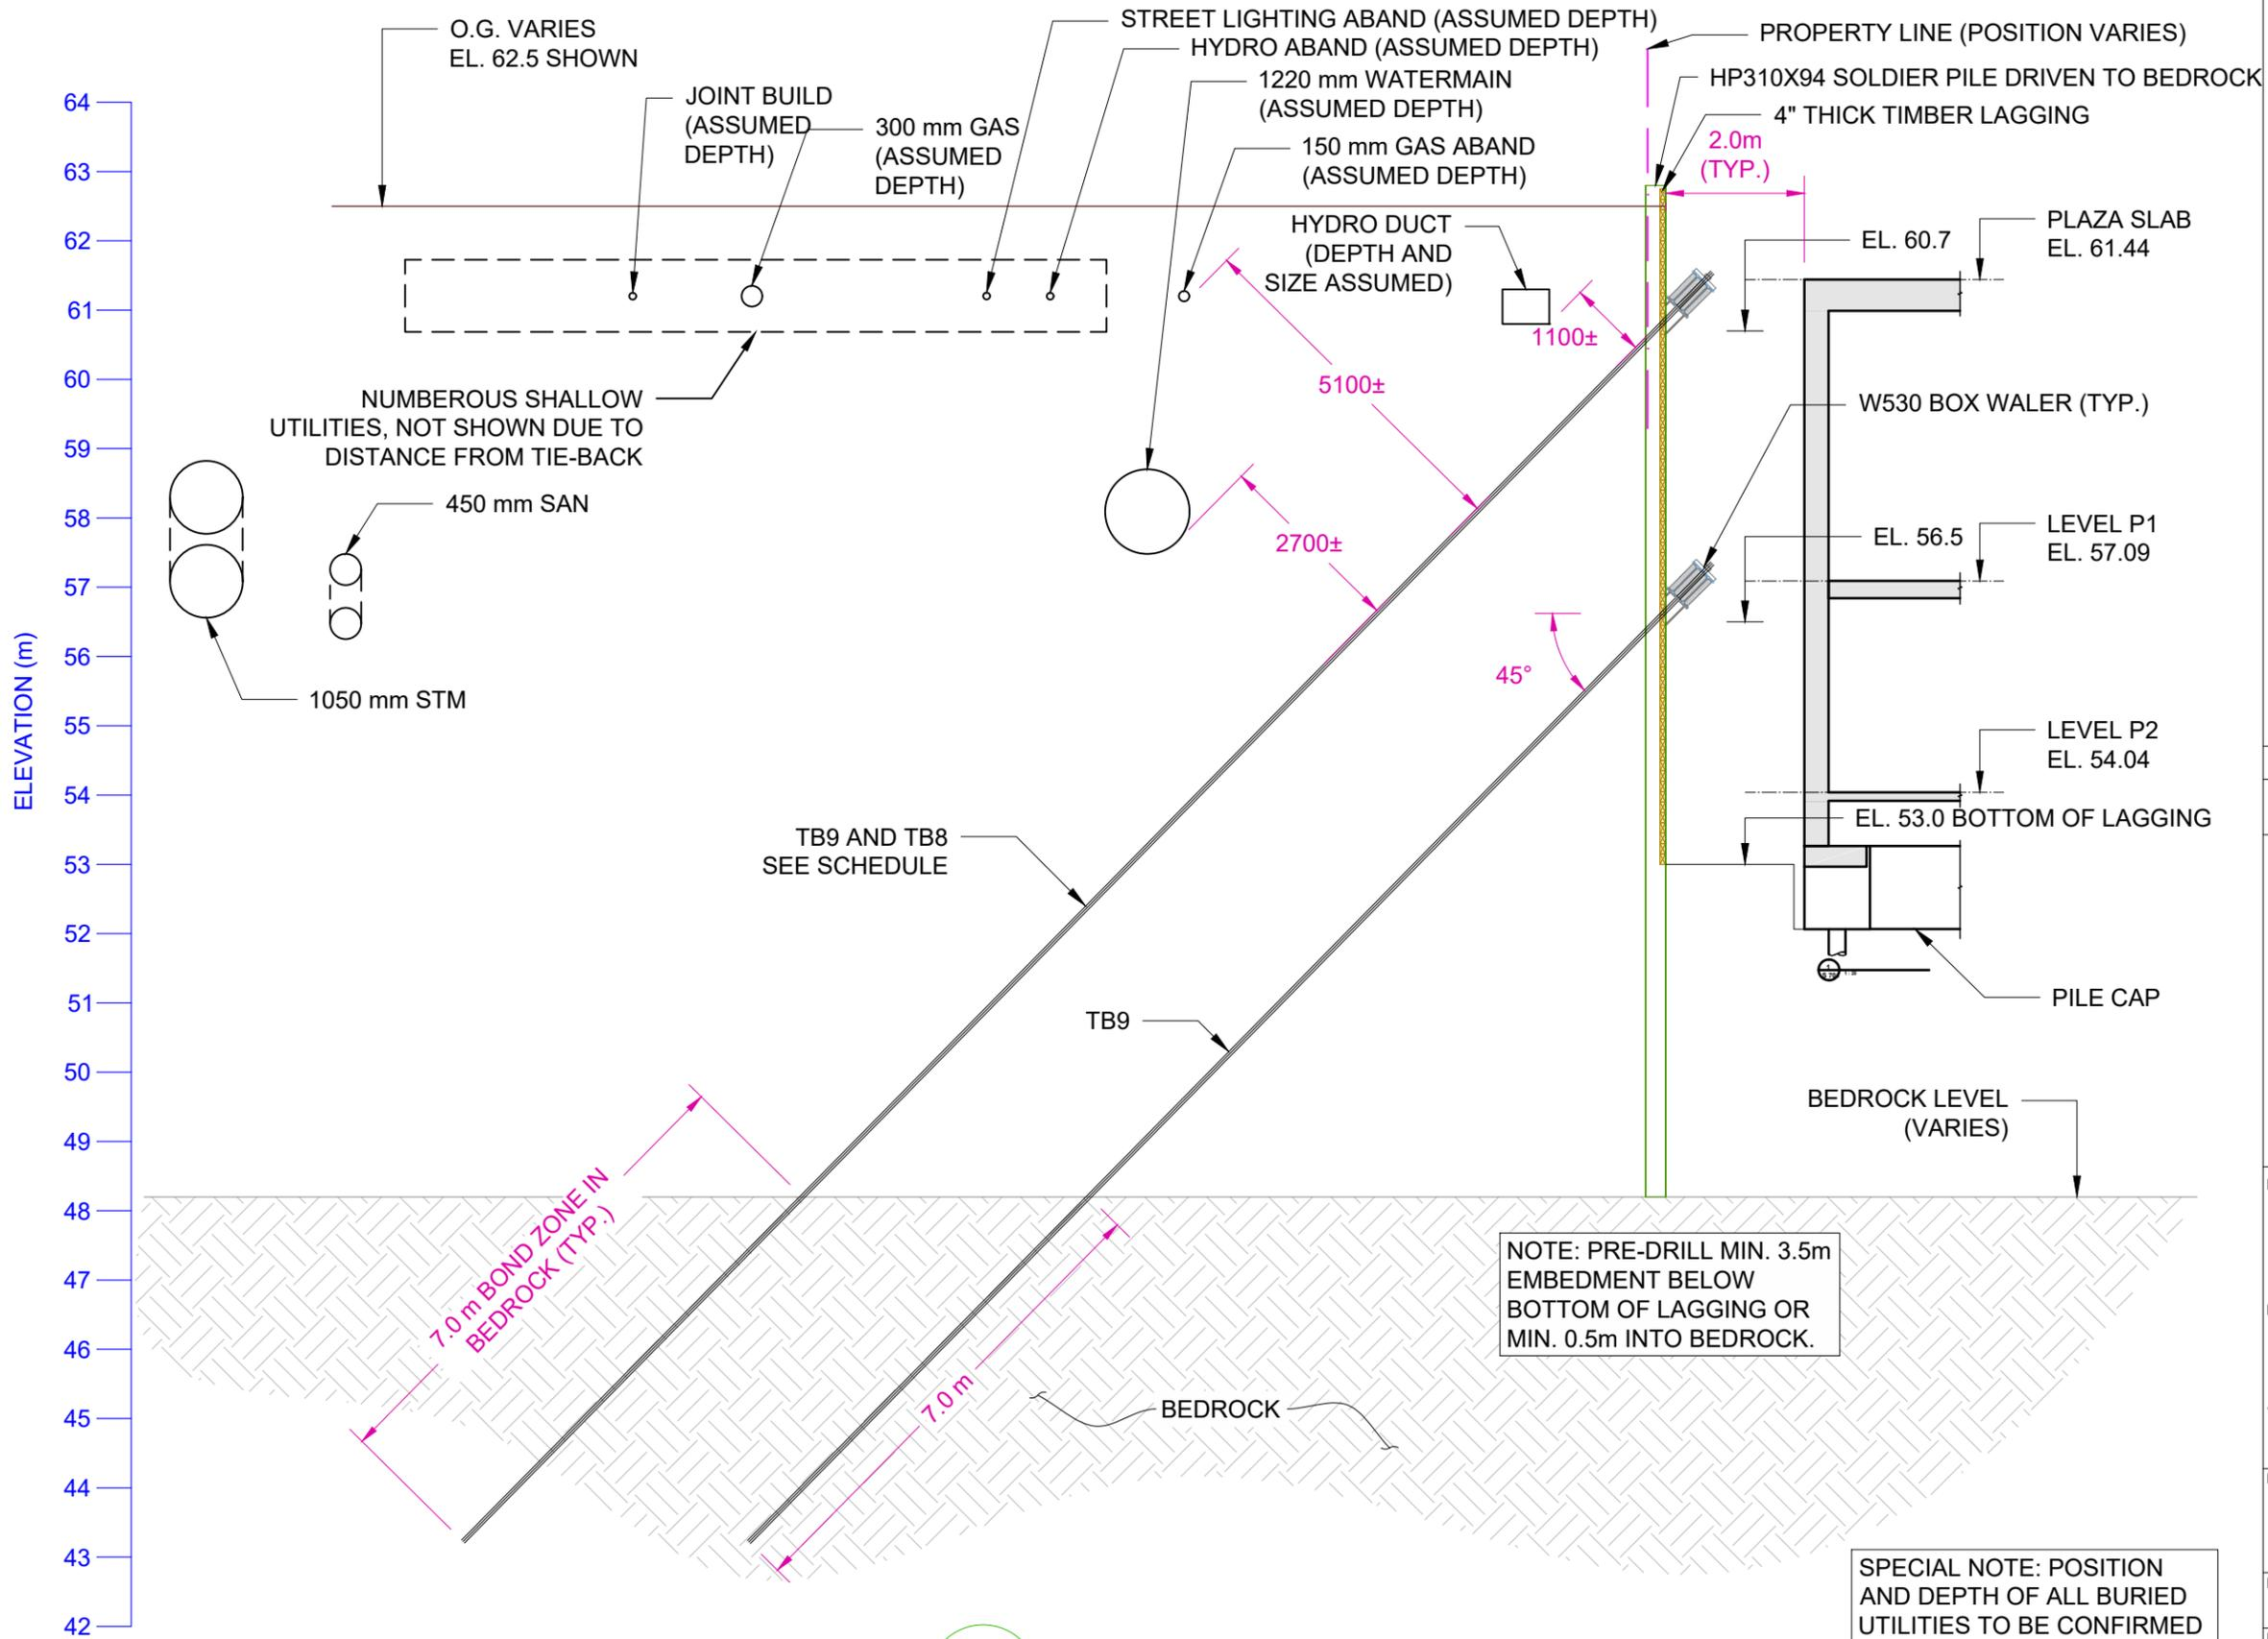 O.G. VARIES
EL. 62.5 SHOWN
STREET LIGHTING ABAND (ASSUMED DEPTH)
HYDRO ABAND (ASSUMED DEPTH)
1220 mm WATERMAIN
(ASSUMED DEPTH)
PROPERTY LINE (POSITION VARIES)
HP310X94 SOLDIER PILE DRIVEN TO BEDROCK
4" THICK TIMBER LAGGING
2.0m
(TYP.)
JOINT BUILD
(ASSUMED
DEPTH)
300 mm GAS
(ASSUMED
DEPTH)
150 mm GAS ABAND
(ASSUMED DEPTH)
HYDRO DUCT
(DEPTH AND
SIZE ASSUMED)
EL. 60.7
PLAZA SLAB
EL. 61.44
1100±
5100±
NUMBEROUS SHALLOW
UTILITIES, NOT SHOWN DUE TO
DISTANCE FROM TIE-BACK
W530 BOX WALER (TYP.)
450 mm SAN
2700±
EL. 56.5
LEVEL P1
EL. 57.09
1050 mm STM
45°
LEVEL P2
EL. 54.04
EL. 53.0 BOTTOM OF LAGGING
TB9 AND TB8
SEE SCHEDULE
TB9
PILE CAP
BEDROCK LEVEL
(VARIES)
7.0 m BOND ZONE IN
BEDROCK (TYP.)
7.0 m
BEDROCK
NOTE: PRE-DRILL MIN. 3.5m
EMBEDMENT BELOW
BOTTOM OF LAGGING OR
MIN. 0.5m INTO BEDROCK.
SPECIAL NOTE: POSITION
AND DEPTH OF ALL BURIED
UTILITIES TO BE CONFIRMED
ELEVATION (m)
64
63
62
61
60
59
58
57
56
55
54
53
52
51
50
49
48
47
46
45
44
43
42